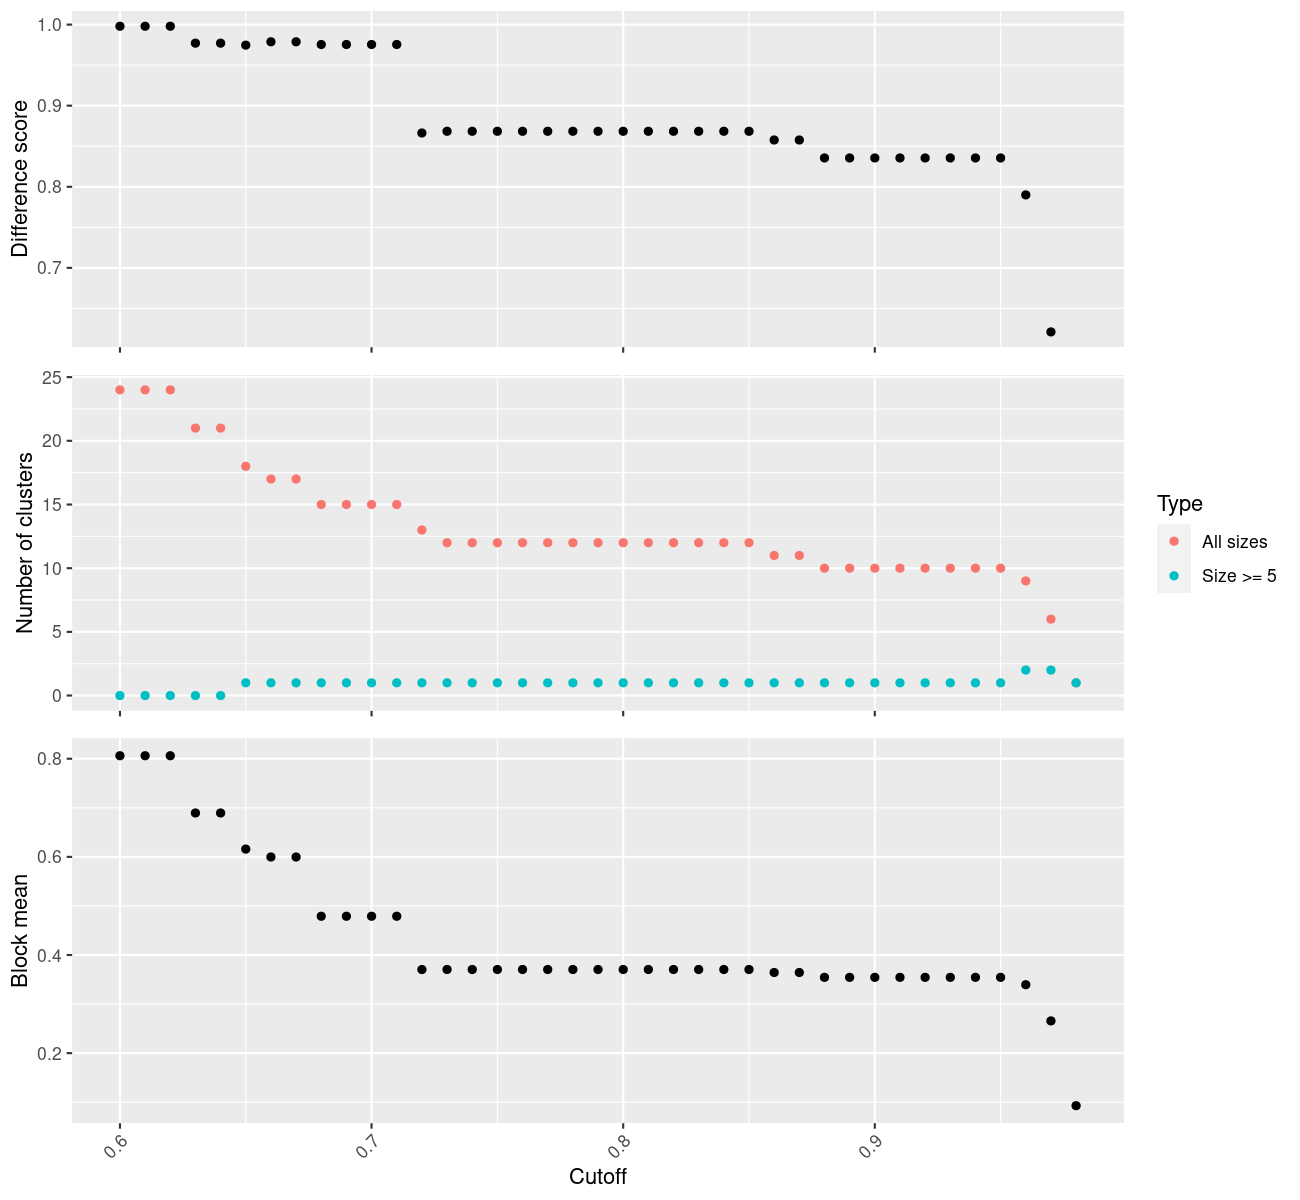 Difference score
1.0
0.9
0.8
0.7
Number of clusters
25
20
15
10
5
0
Type
All sizes
Size >= 5
Block mean
0.8
0.6
0.4
0.2
0.6
0.7
0.8
0.9
Cutoff